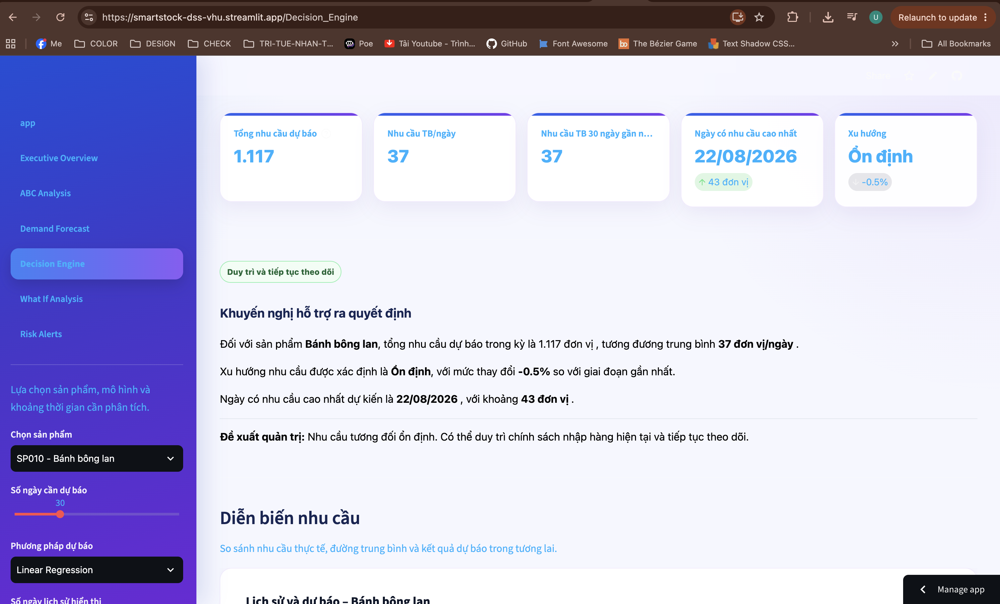 https://smartstock-dss-vhu.streamlit.app/Decision_Engine
U
Relaunch to update
Me
COLOR
DESIGN
CHECK
TRI-TUE-NHAN-T...
Poe
Tải Youtube - Trình...
GitHub
Font Awesome
The Bézier Game
Text Shadow CSS...
All Bookmarks
Share
app
Executive Overview
ABC Analysis
Demand Forecast
Decision Engine
What If Analysis
Risk Alerts
Lựa chọn sản phẩm, mô hình và
khoảng thời gian cần phân tích.
Chọn sản phẩm
SP010 - Bánh bông lan
Số ngày cần dự báo
30
Phương pháp dự báo
Linear Regression
Số ngày lịch sử hiển thị
Tổng nhu cầu dự báo
1.117
Nhu cầu TB/ngày
37
Nhu cầu TB 30 ngày gần n...
37
Ngày có nhu cầu cao nhất
22/08/2026
43 đơn vị
Xu hướng
Ổn định
-0.5%
Duy trì và tiếp tục theo dõi
Khuyến nghị hỗ trợ ra quyết định
Đối với sản phẩm Bánh bông lan, tổng nhu cầu dự báo trong kỳ là 1.117 đơn vị , tương đương trung bình 37 đơn vị/ngày .
Xu hướng nhu cầu được xác định là Ổn định, với mức thay đổi -0.5% so với giai đoạn gần nhất.
Ngày có nhu cầu cao nhất dự kiến là 22/08/2026 , với khoảng 43 đơn vị .
Đề xuất quản trị: Nhu cầu tương đối ổn định. Có thể duy trì chính sách nhập hàng hiện tại và tiếp tục theo dõi.
Diễn biến nhu cầu
So sánh nhu cầu thực tế, đường trung bình và kết quả dự báo trong tương lai.
Lịch sử và dự báo – Bánh bông lan
Manage app